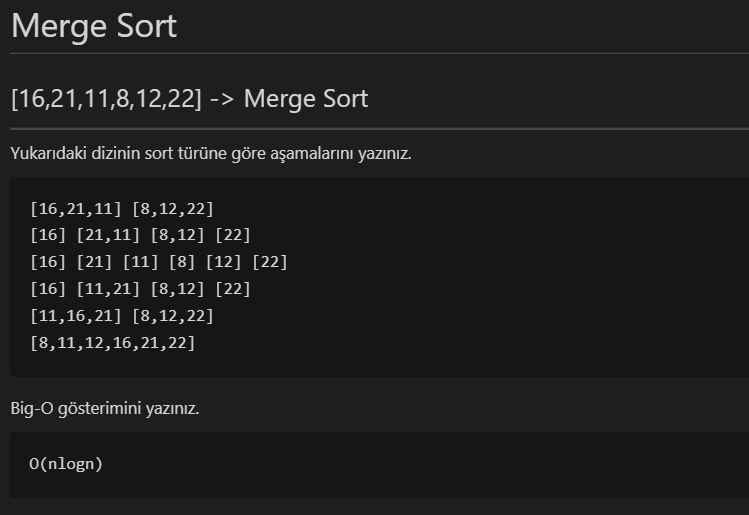 Merge Sort
[16,21,11,8,12,22] -> Merge Sort
Yukarıdaki dizinin sort türüne göre aşamalarını yazınız.
[16,21,11] [8,12,22]
[16] [21,11] [8,12] [22]
[16] [21] [11] [8] [12] [22]
[16] [11,21] [8,12] [22]
[11,16,21] [8,12,22]
[8,11,12,16,21,22]
Big-O gösterimini yazınız.
O(nlogn)